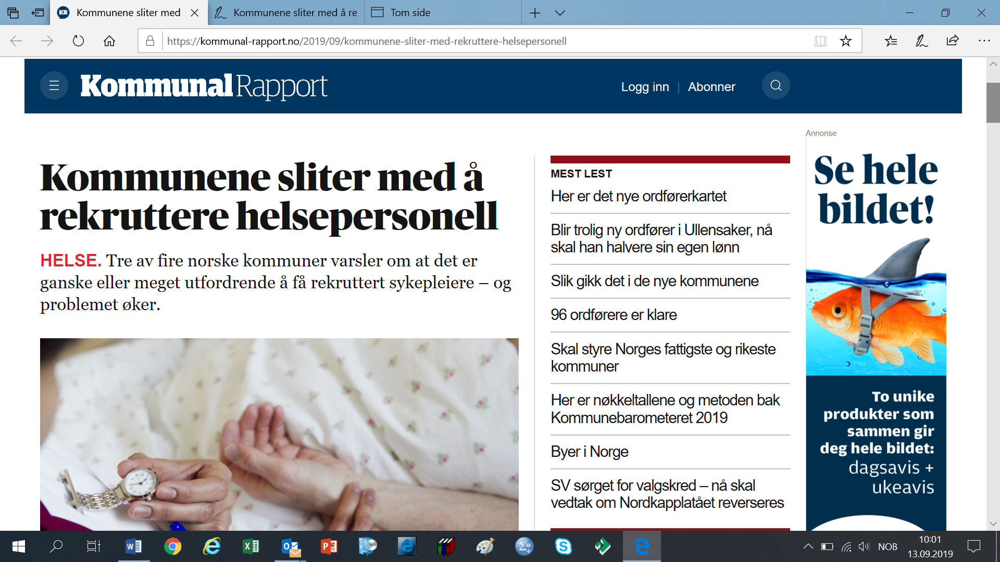 Kommunene sliter med
Kommunene sliter med å re
Tom side
https://kommunal-rapport.no/2019/09/kommunene-sliter-med-rekruttere-helsepersonell
Kommunal Rapport
Logg inn | Abonner
Kommunene sliter med å
rekruttere helsepersonell
HELSE. Tre av fire norske kommuner varsler om at det er
ganske eller meget utfordrende å få rekruttert sykepleiere – og
problemet øker.
MEST LEST
Her er det nye ordførerkartet
Blir trolig ny ordfører i Ullensaker, nå
skal han halvere sin egen lønn
Slik gikk det i de nye kommunene
96 ordførere er klare
Skal styre Norges fattigste og rikeste
kommuner
Her er nøkkeltallene og metoden bak
Kommunebarometeret 2019
Byer i Norge
SV sørget for valgskred – nå skal
vedtak om Nordkapplatået reverseres
Annonse
Se hele
bildet!
To unike
produkter som
sammen gir
deg hele bildet:
dagsavis +
ukeavis
NOB
10:01
13.09.2019